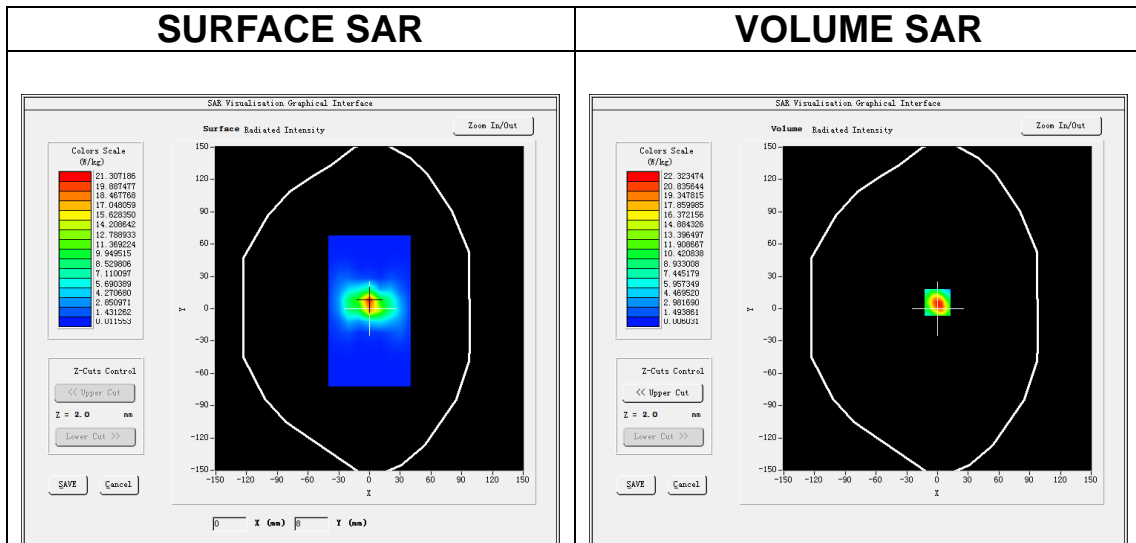 SURFACE SAR
VOLUME SAR
SAR Visualisation Graphical Interface
Surface Radiated Intensity
Zoom In/Out
Colors Scale
(W/kg)
21.307186
19.887477
18.467768
17.048059
15.628350
14.208642
12.788933
11.369224
9.949515
8.529806
7.110097
5.690389
4.270680
2.850971
1.431262
0.011553
Z-Cuts Control
<< Upper Cut
Z = 2.0 mm
Lower Cut >>
SAVE Cancel
150
120
90
60
30
0
-30
-60
-90
-120
-150
Y
-150 -120 -90 -60 -30 0 30 60 90 120 150
X
0 X (mm) 8 Y (mm)
SAR Visualisation Graphical Interface
Volume Radiated Intensity
Zoom In/Out
Colors Scale
(W/kg)
22.323474
20.835644
19.347815
17.859985
16.372156
14.884326
13.396497
11.908667
10.420838
8.933008
7.445179
5.957349
4.469520
2.981690
1.493861
0.006031
Z-Cuts Control
<< Upper Cut
Z = 2.0 mm
Lower Cut >>
SAVE Cancel
150
120
90
60
30
0
-30
-60
-90
-120
-150
Y
-150 -120 -90 -60 -30 0 30 60 90 120 150
X